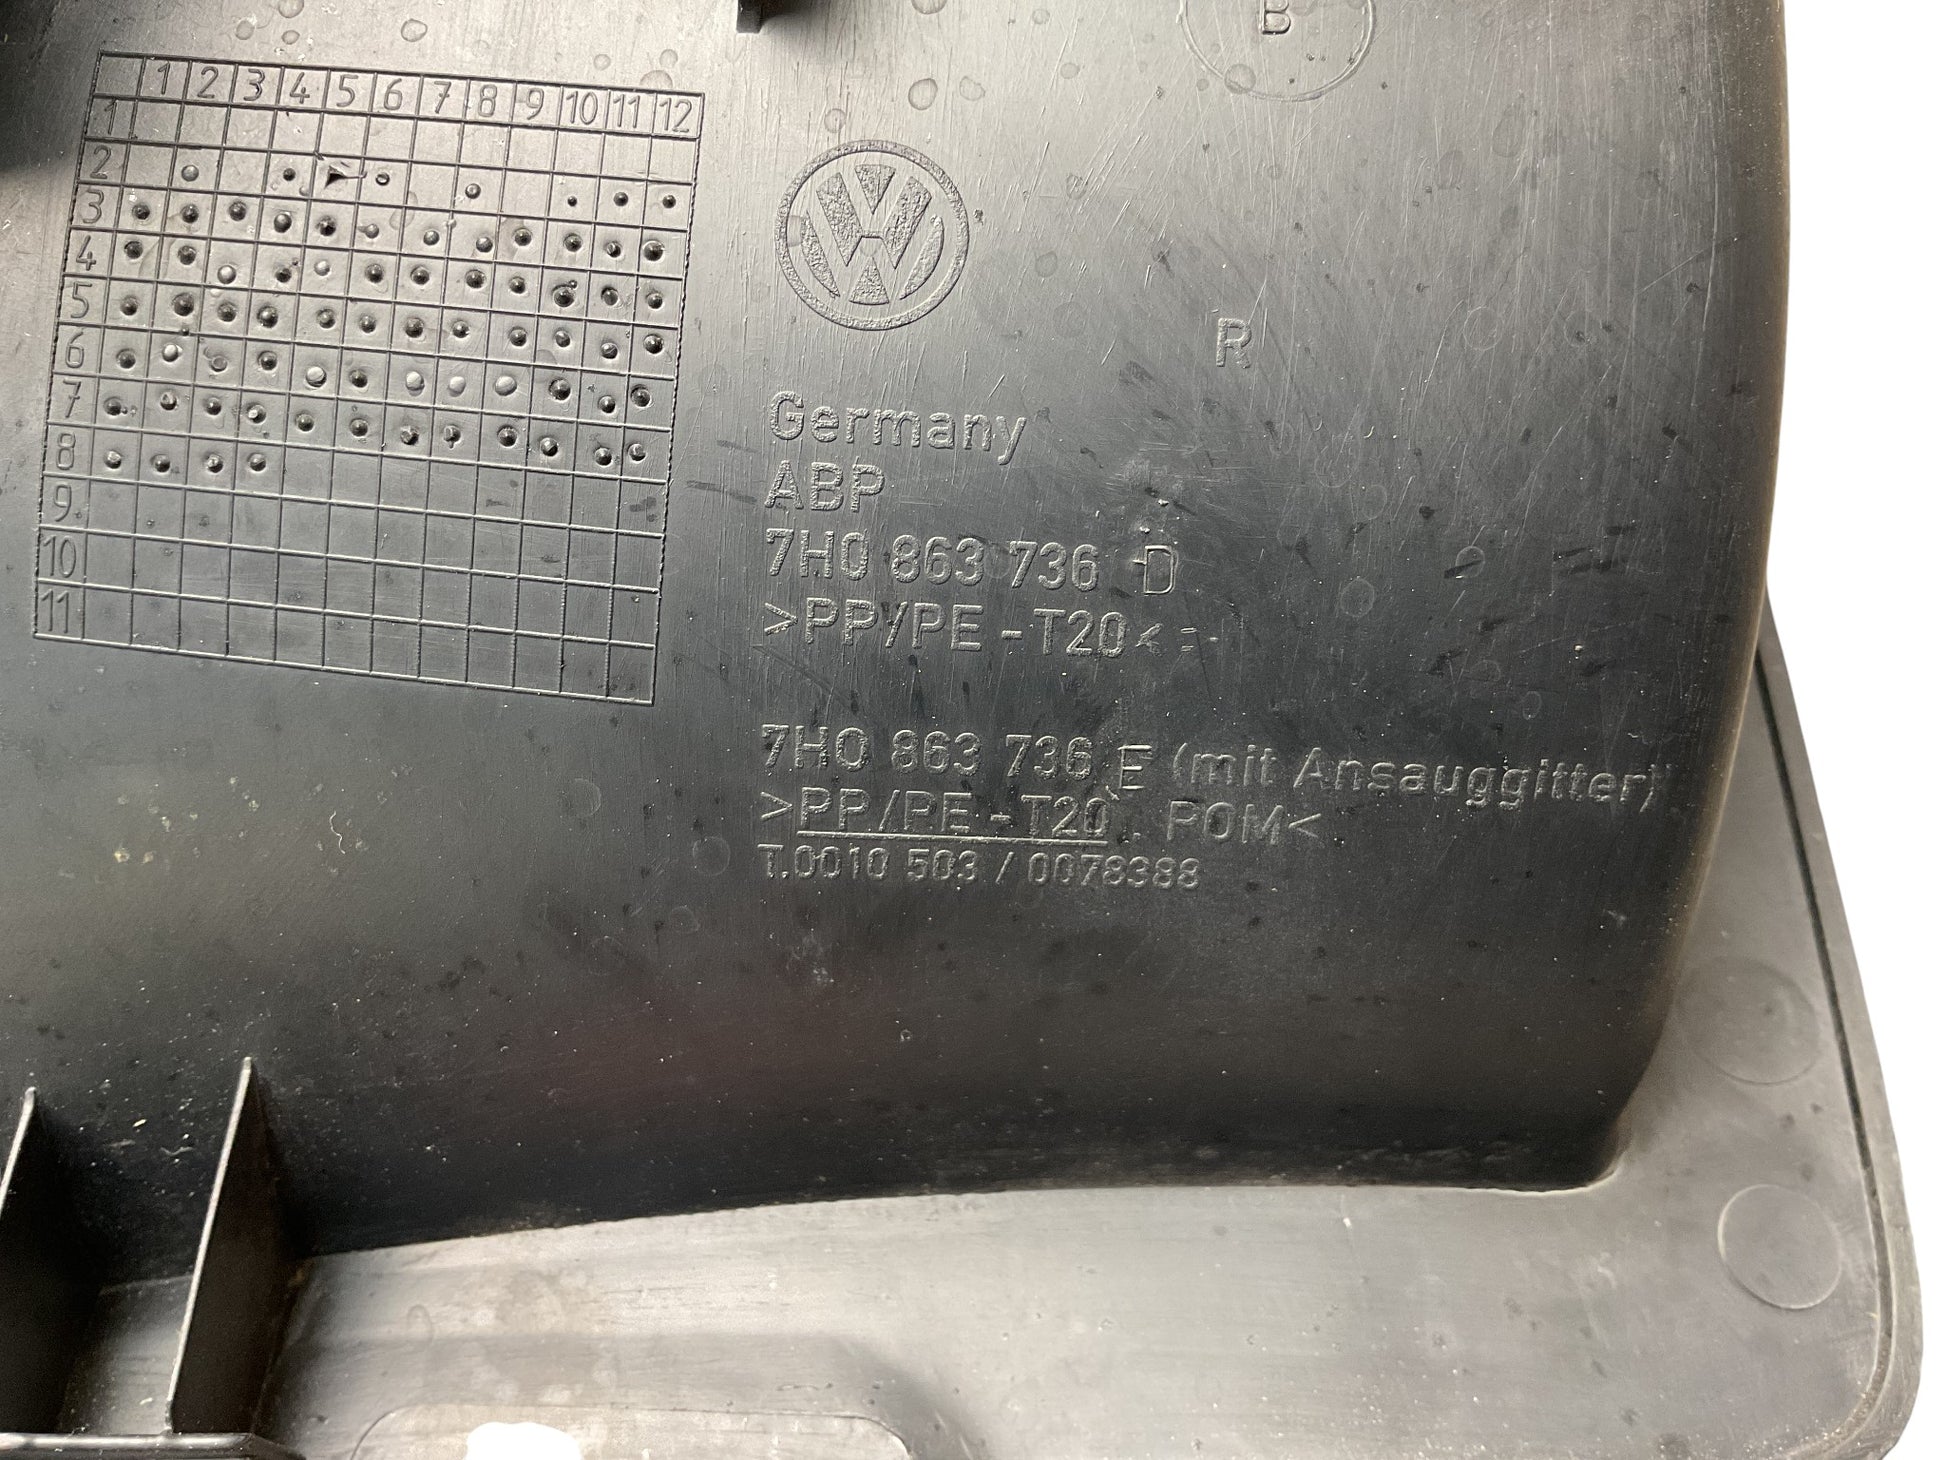 B
1 2 3 4 5 6 7 8 9 10 11 12
1
2
3
4
5
6
7
8
9
10
11
VW
R
Germany
ABP
7H0 863 736 D
>PP/PE-T20<
7H0 863 736 E (mit Ansauggitter)
>PP/PE-T20, POM<
T.0010 503 / 0078388